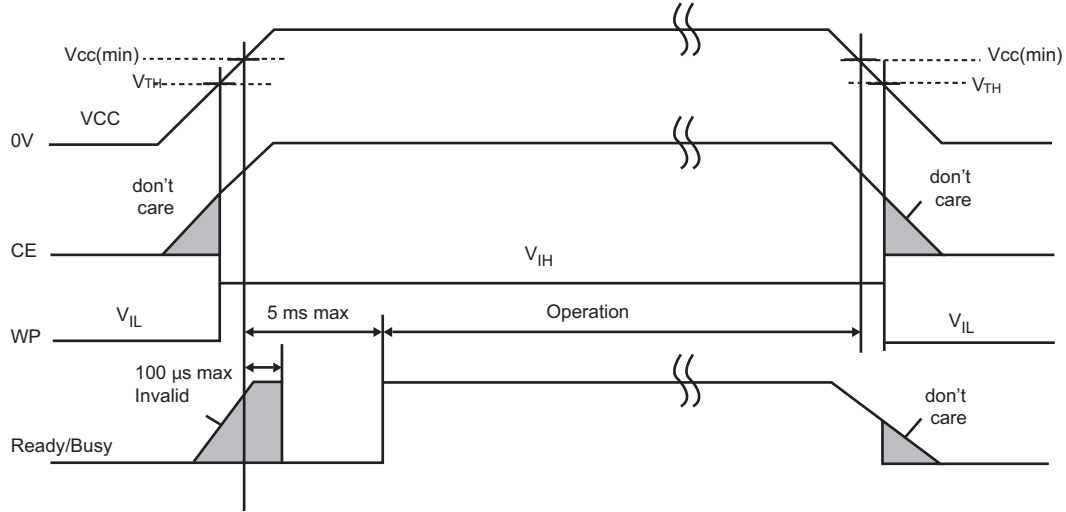 Vcc(min)
Vcc(min)
VTH
VTH
VCC
0V
don't
care
don't
care
CE
VIH
5 ms max
Operation
VIL
VIL
WP
100 µs max
Invalid
don't
care
Ready/Busy